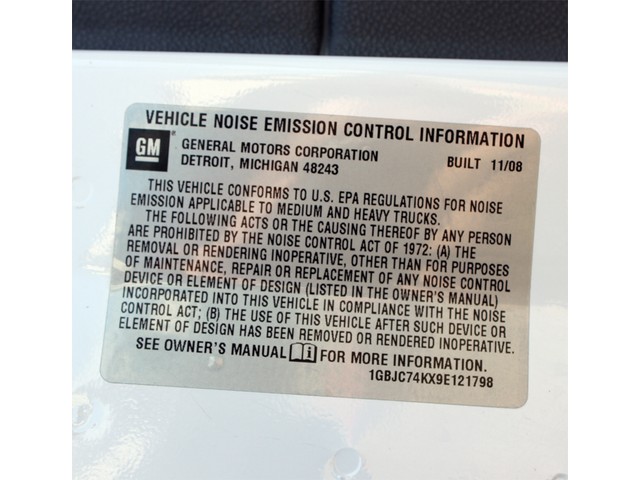 VEHICLE NOISE EMISSION CONTROL INFORMATION
GM ® GENERAL MOTORS CORPORATION BUILT 11/08
DETROIT, MICHIGAN 48243
THIS VEHICLE CONFORMS TO U.S. EPA REGULATIONS FOR NOISE
EMISSION APPLICABLE TO MEDIUM AND HEAVY TRUCKS.
THE FOLLOWING ACTS OR THE CAUSING THEREOF BY ANY PERSON
ARE PROHIBITED BY THE NOISE CONTROL ACT OF 1972: (A) THE
REMOVAL OR RENDERING INOPERATIVE, OTHER THAN FOR PURPOSES
OF MAINTENANCE, REPAIR OR REPLACEMENT OF ANY NOISE CONTROL
DEVICE OR ELEMENT OF DESIGN (LISTED IN THE OWNER'S MANUAL)
INCORPORATED INTO THIS VEHICLE IN COMPLIANCE WITH THE NOISE
CONTROL ACT; (B) THE USE OF THIS VEHICLE AFTER SUCH DEVICE OR
ELEMENT OF DESIGN HAS BEEN REMOVED OR RENDERED INOPERATIVE
SEE OWNER'S MANUAL FOR MORE INFORMATION.
1GBJC74KX9E121798